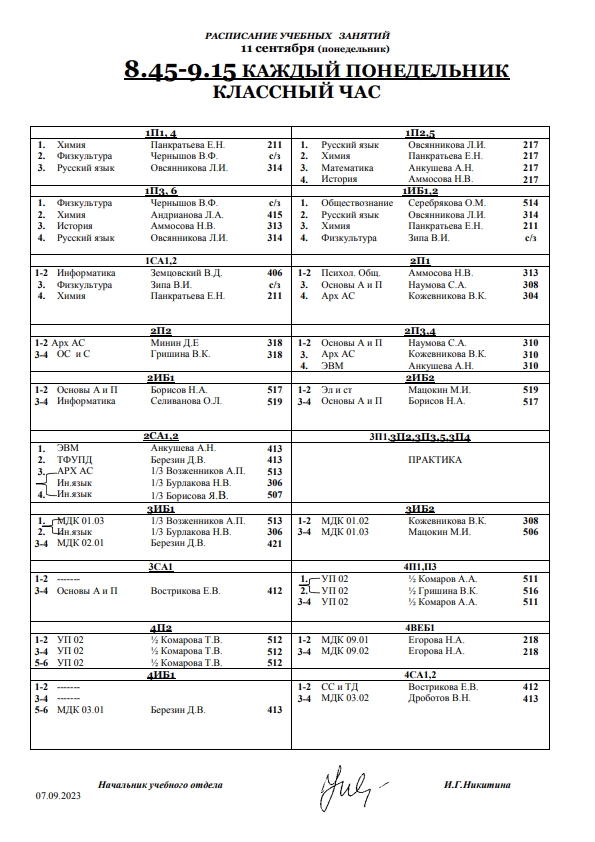 РАСПИСАНИЕ УЧЕБНЫХ ЗАНЯТИЙ
11 сентября (понедельник)
8.45-9.15 КАЖДЫЙ ПОНЕДЕЛЬНИК
КЛАССНЫЙ ЧАС
1П1, 4
1. Химия Панкратьева Е.Н. 211
2. Физкультура Чернышов В.Ф. с/з
3. Русский язык Овсянникова Л.И. 314
1П2,5
1. Русский язык Овсянникова Л.И. 217
2. Химия Панкратьева Е.Н. 217
3. Математика Анкушева А.Н. 217
4. История Аммосова Н.В. 217
1П3, 6
1. Физкультура Чернышов В.Ф. с/з
2. Химия Андрианова Л.А. 415
3. История Аммосова Н.В. 313
4. Русский язык Овсянникова Л.И. 314
1ИБ1,2
1. Обществознание Серебрякова О.М. 514
2. Русский язык Овсянникова Л.И. 314
3. Химия Панкратьева Е.Н. 211
4. Физкультура Зипа В.И. с/з
1СА1,2
1-2 Информатика Земцовский В.Д. 406
3. Физкультура Зипа В.И. с/з
4. Химия Панкратьева Е.Н. 211
2П1
1-2 Психол. Общ. Аммосова Н.В. 313
3. Основы А и П Наумова С.А. 308
4. Арх АС Кожевникова В.К. 304
2П2
1-2 Арх АС Минин Д.Е 318
3-4 ОС и С Гришина В.К. 318
2П3,4
1-2 Основы А и П Наумова С.А. 310
3. Арх АС Кожевникова В.К. 310
4. ЭВМ Анкушева А.Н. 310
2ИБ1
1-2 Основы А и П Борисов Н.А. 517
3-4 Информатика Селиванова О.Л. 519
2ИБ2
1-2 Эл и ст Мацокин М.И. 519
3-4 Основы А и П Борисов Н.А. 517
2СА1,2
1. ЭВМ Анкушева А.Н. 413
2. ТФУПД Березин Д.В. 413
3. АРХ АС 1/3 Возженников А.П. 513
Ин.язык 1/3 Бурлакова Н.В. 306
4. Ин.язык 1/3 Борисова Я.В. 507
3П1,3П2,3П3,5,3П4
ПРАКТИКА
3ИБ1
1. МДК 01.03 1/3 Возженников А.П. 513
2. Ин.язык 1/3 Бурлакова Н.В. 306
3-4 МДК 02.01 Березин Д.В. 421
3ИБ2
1-2 МДК 01.02 Кожевникова В.К. 308
3-4 МДК 01.03 Мацокин М.И. 506
3СА1
1-2 -------
3-4 Основы А и П Вострикова Е.В. 412
4П1,П3
1. УП 02 ½ Комаров А.А. 511
2. УП 02 ½ Гришина В.К. 516
3-4 УП 02 ½ Комаров А.А. 511
4П2
1-2 УП 02 ½ Комарова Т.В. 512
3-4 УП 02 ½ Комарова Т.В. 512
5-6 УП 02 ½ Комарова Т.В. 512
4ВЕБ1
1-2 МДК 09.01 Егорова Н.А. 218
3-4 МДК 09.02 Егорова Н.А. 218
4ИБ1
1-2 -------
3-4 -------
5-6 МДК 03.01 Березин Д.В. 413
4СА1,2
1-2 СС и ТД Вострикова Е.В. 412
3-4 МДК 03.02 Дроботов В.Н. 413
Начальник учебного отдела И.Г.Никитина
07.09.2023